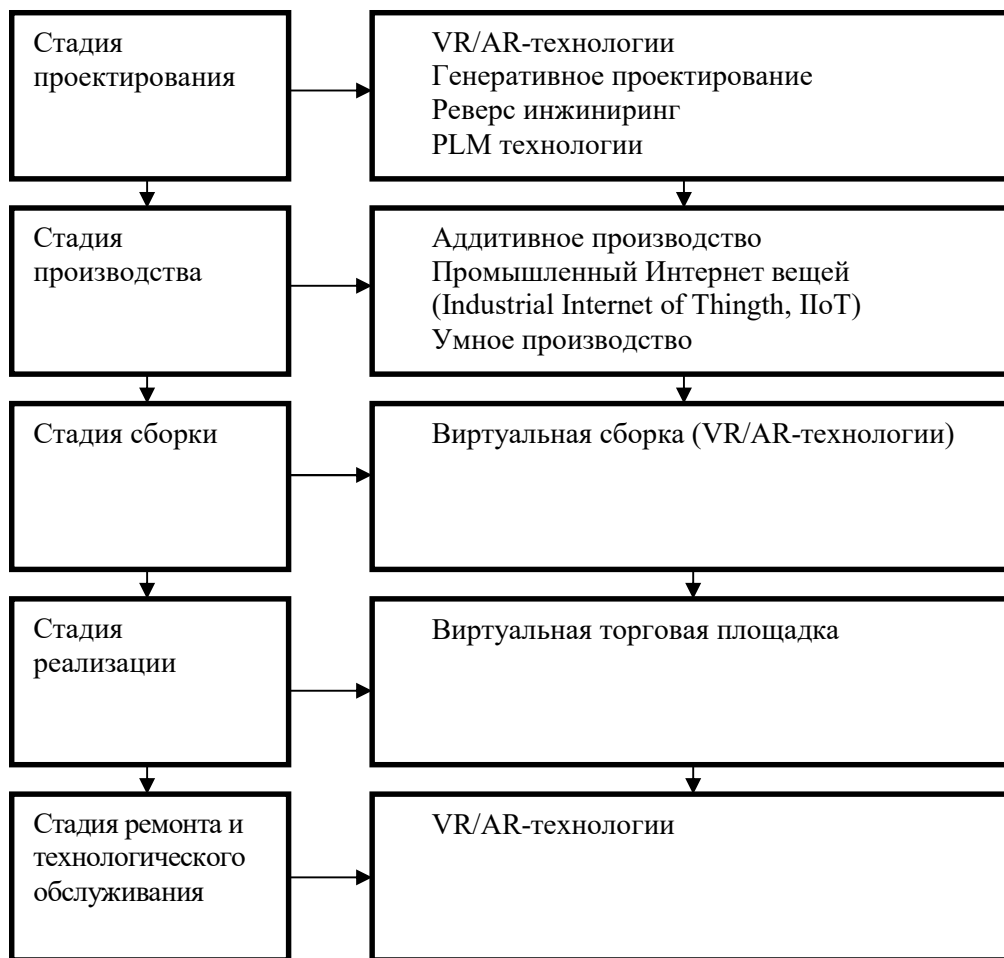 Стадия
проектирования
VR/AR-технологии
Генеративное проектирование
Реверс инжиниринг
PLM технологии
Стадия
производства
Аддитивное производство
Промышленный Интернет вещей
(Industrial Internet of Thingth, IIoT)
Умное производство
Стадия сборки
Виртуальная сборка (VR/AR-технологии)
Стадия
реализации
Виртуальная торговая площадка
Стадия ремонта и
технологического
обслуживания
VR/AR-технологии